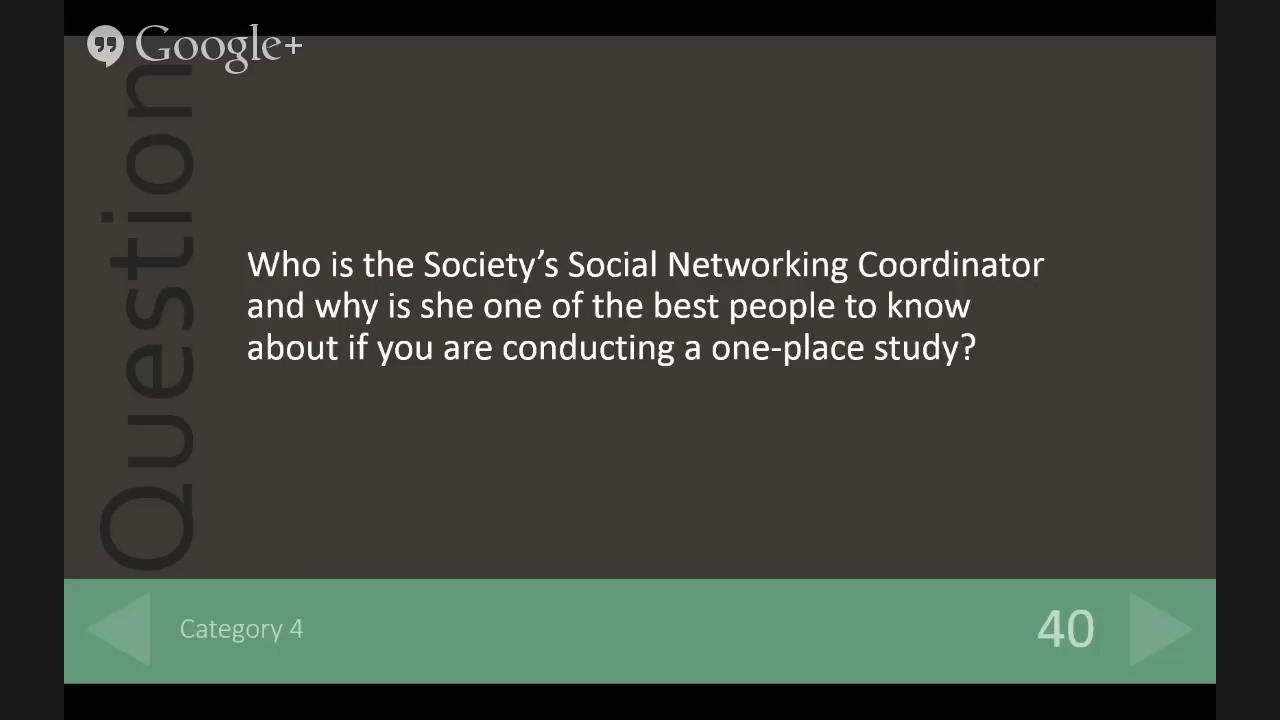 Google+
Question
Who is the Society’s Social Networking Coordinator
and why is she one of the best people to know
about if you are conducting a one-place study?
Category 4
40